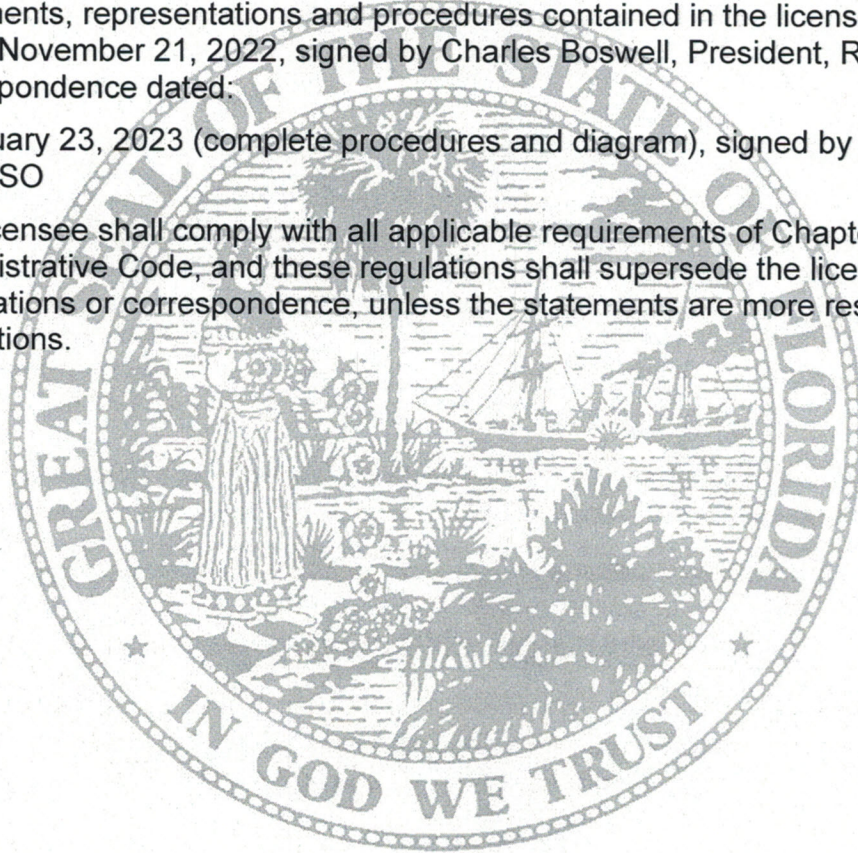 ents, representations and procedures contained in the licens
November 21, 2022, signed by Charles Boswell, President, R
pondence dated:
uary 23, 2023 (complete procedures and diagram), signed by
SO
ensee shall comply with all applicable requirements of Chapt
istrative Code, and these regulations shall supersede the lice
ations or correspondence, unless the statements are more res
tions.
GREAT SEAL OF THE STATE OF FLORIDA
IN GOD WE TRUST